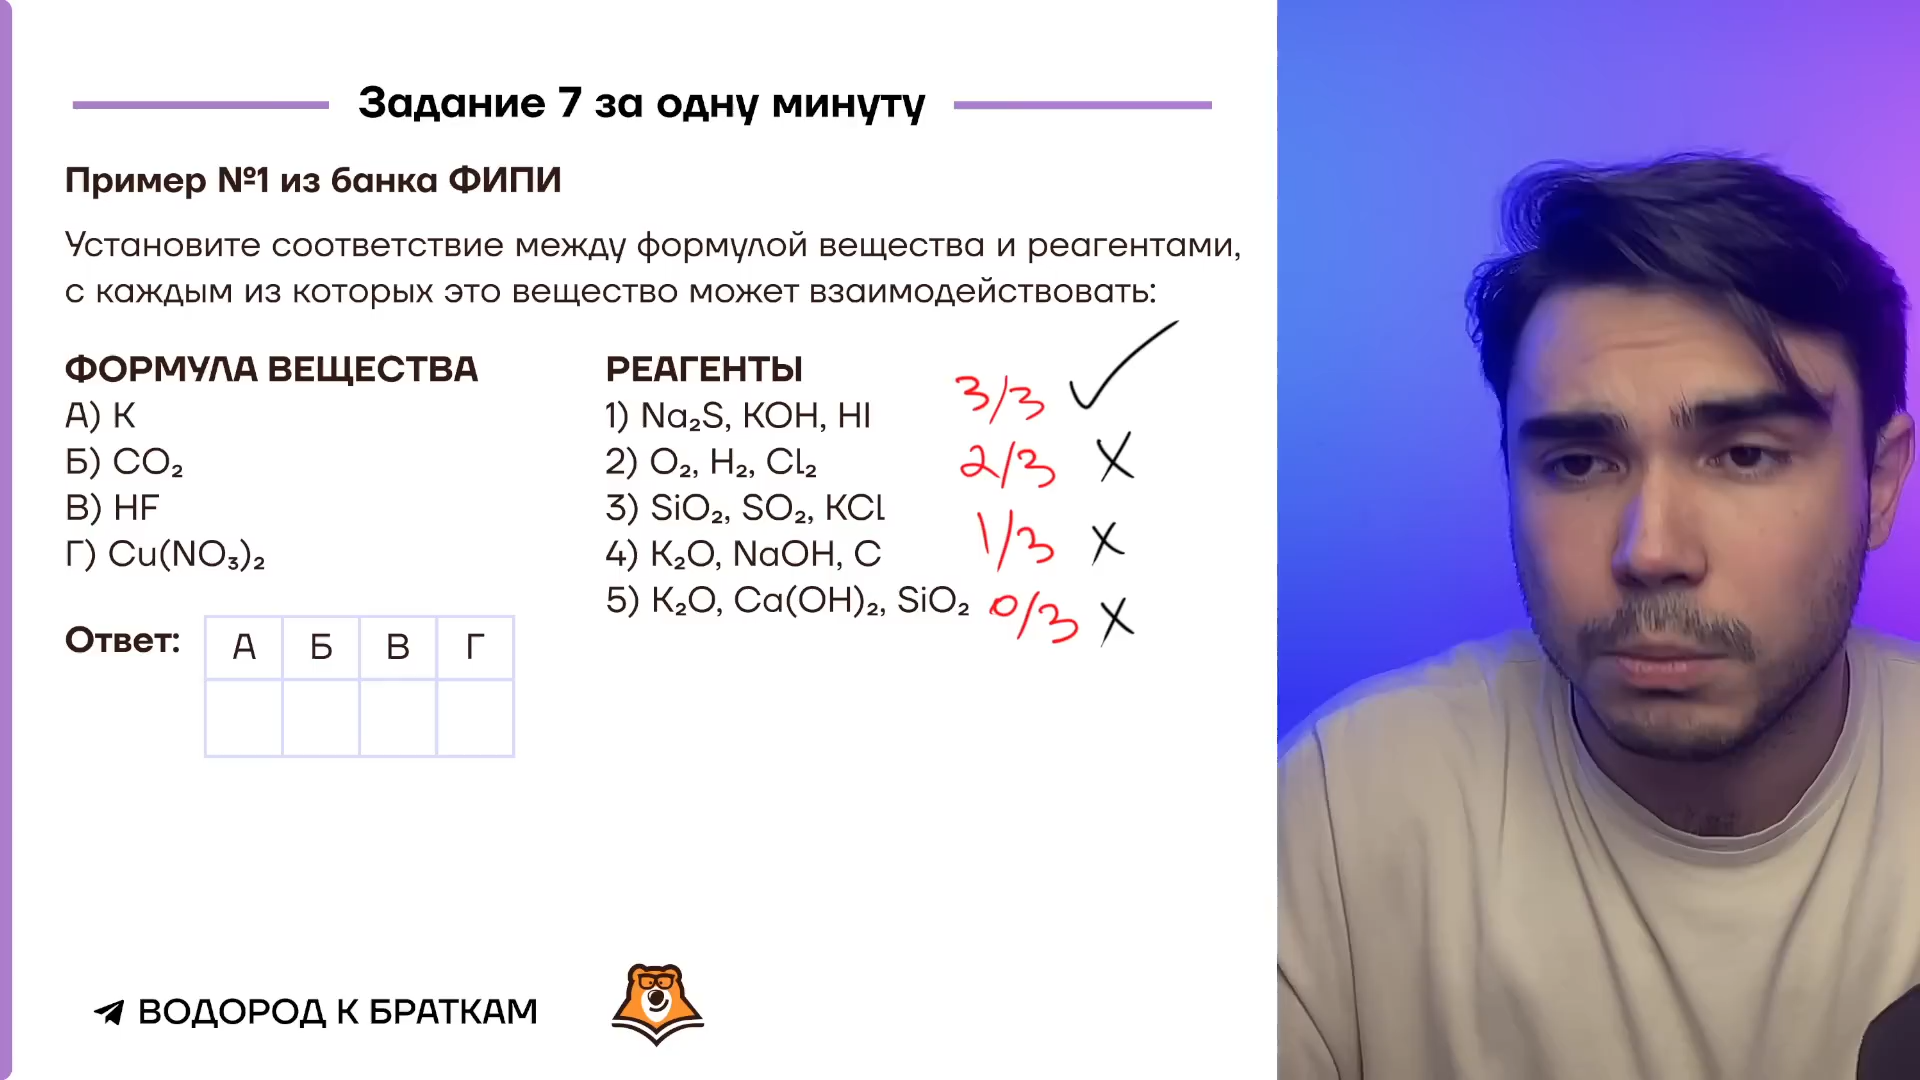 Задание 7 за одну минуту
Пример №1 из банка ФИПИ
Установите соответствие между формулой вещества и реагентами,
с каждым из которых это вещество может взаимодействовать:
ФОРМУЛА ВЕЩЕСТВА
А) K
Б) CO₂
В) HF
Г) Cu(NO₃)₂
РЕАГЕНТЫ
1) Na₂S, KOH, HI
2) O₂, H₂, Cl₂
3) SiO₂, SO₂, KCl
4) K₂O, NaOH, C
5) K₂O, Ca(OH)₂, SiO₂
3/3 ✓
2/3 X
1/3 X
0/3 X
Ответ:
А Б В Г
ВОДОРОД К БРАТКАМ